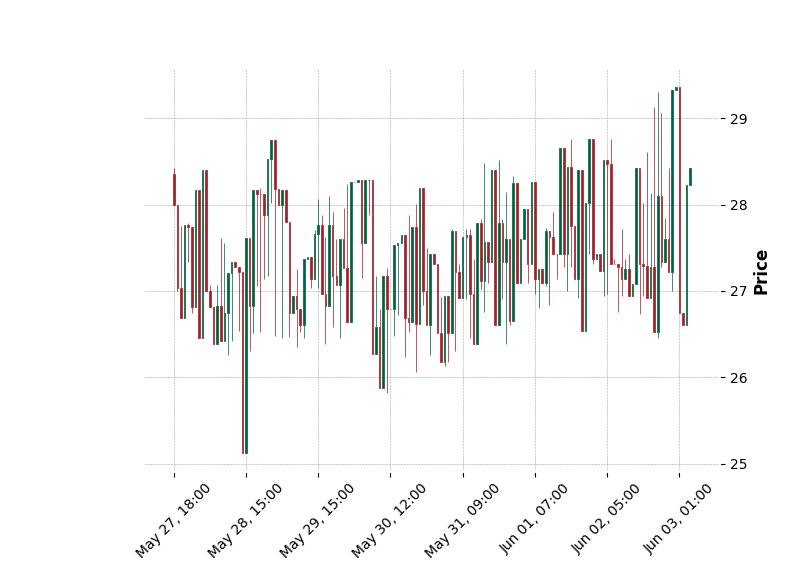 29
28
27
26
25
Price
May 27, 18:00
May 28, 15:00
May 29, 15:00
May 30, 12:00
May 31, 09:00
Jun 01, 07:00
Jun 02, 05:00
Jun 03, 01:00